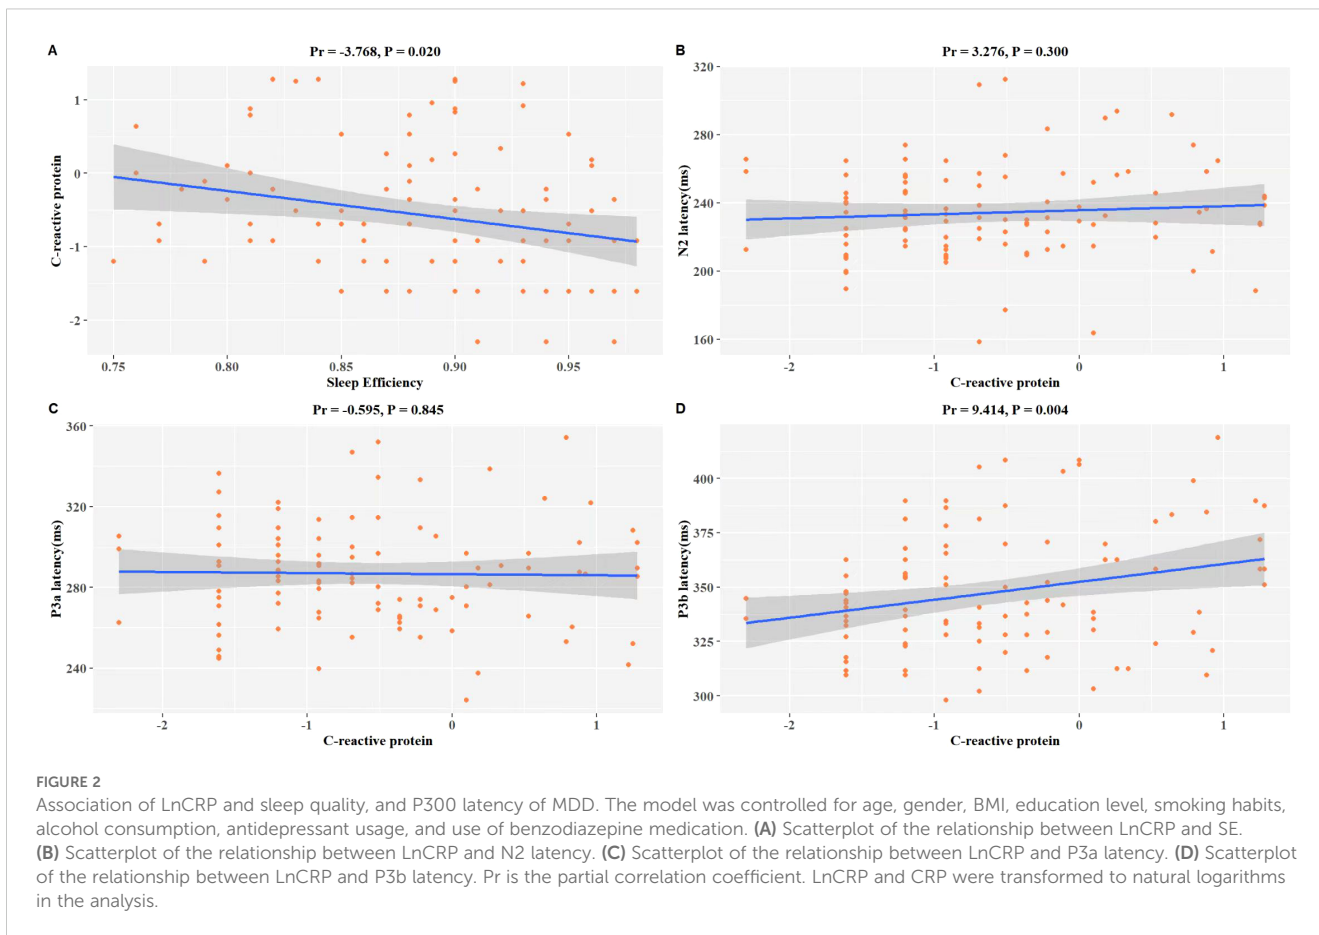 A
Pr = -3.768, P = 0.020
C-reactive protein
1
0
-1
-2
0.75
0.80
0.85
0.90
0.95
Sleep Efficiency
B
Pr = 3.276, P = 0.300
N2 latency(ms)
320
280
240
200
160
-2
-1
0
1
C-reactive protein
C
Pr = -0.595, P = 0.845
P3a latency(ms)
360
320
280
240
-2
-1
0
1
C-reactive protein
D
Pr = 9.414, P = 0.004
P3b latency(ms)
400
375
350
325
300
-2
-1
0
1
C-reactive protein
FIGURE 2
Association of LnCRP and sleep quality, and P300 latency of MDD. The model was controlled for age, gender, BMI, education level, smoking habits,
alcohol consumption, antidepressant usage, and use of benzodiazepine medication. (A) Scatterplot of the relationship between LnCRP and SE.
(B) Scatterplot of the relationship between LnCRP and N2 latency. (C) Scatterplot of the relationship between LnCRP and P3a latency. (D) Scatterplot
of the relationship between LnCRP and P3b latency. Pr is the partial correlation coefficient. LnCRP and CRP were transformed to natural logarithms
in the analysis.